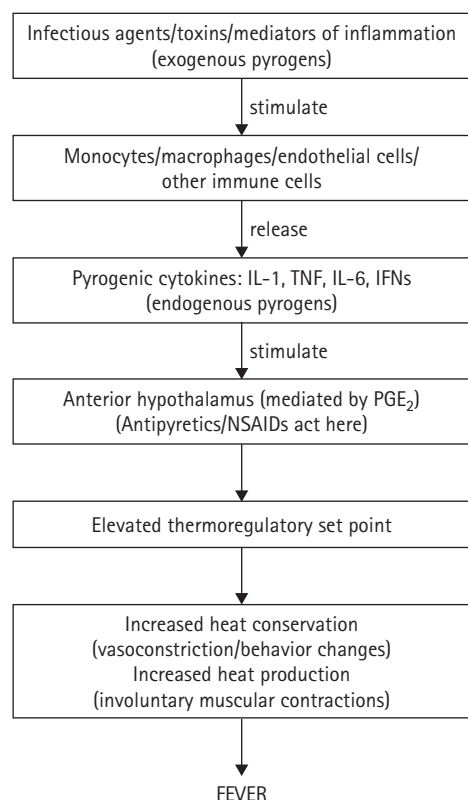 Infectious agents/toxins/mediators of inflammation
(exogenous pyrogens)
stimulate
Monocytes/macrophages/endothelial cells/
other immune cells
release
Pyrogenic cytokines: IL-1, TNF, IL-6, IFNs
(endogenous pyrogens)
stimulate
Anterior hypothalamus (mediated by PGE₂)
(Antipyretics/NSAIDs act here)
Elevated thermoregulatory set point
Increased heat conservation
(vasoconstriction/behavior changes)
Increased heat production
(involuntary muscular contractions)
FEVER